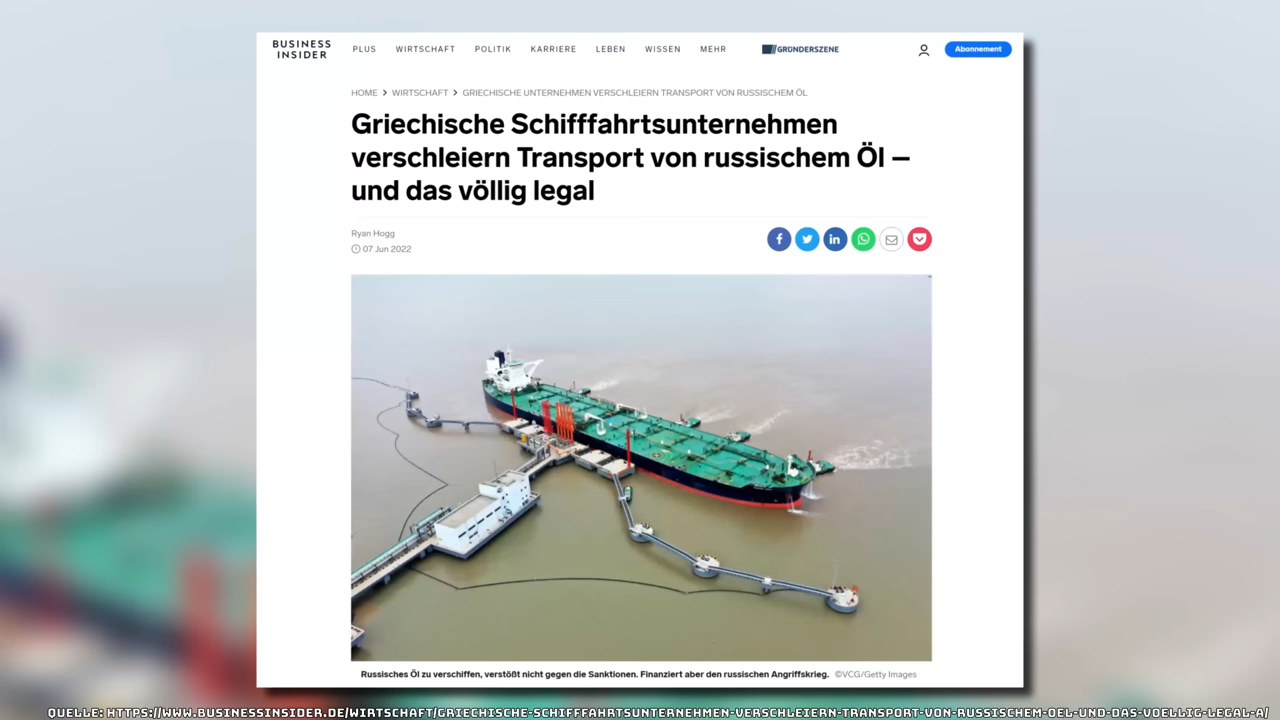 BUSINESS
INSIDER
PLUS WIRTSCHAFT POLITIK KARRIERE LEBEN WISSEN MEHR GRÜNDERSZENE Abonnement
HOME > WIRTSCHAFT > GRIECHISCHE UNTERNEHMEN VERSCHLEIERN TRANSPORT VON RUSSISCHEM ÖL
Griechische Schifffahrtsunternehmen
verschleiern Transport von russischem Öl –
und das völlig legal
Ryan Hogg
07 Jun 2022
Russisches Öl zu verschiffen, verstößt nicht gegen die Sanktionen. Finanziert aber den russischen Angriffskrieg. ©VCG/Getty Images
QUELLE: HTTPS://WWW.BUSINESSINSIDER.DE/WIRTSCHAFT/GRIECHISCHE-SCHIFFFAHRTSUNTERNEHMEN-VERSCHLEIERN-TRANSPORT-VON-RUSSISCHEM-OEL-UND-DAS-VOELLIG-LEGAL-A/